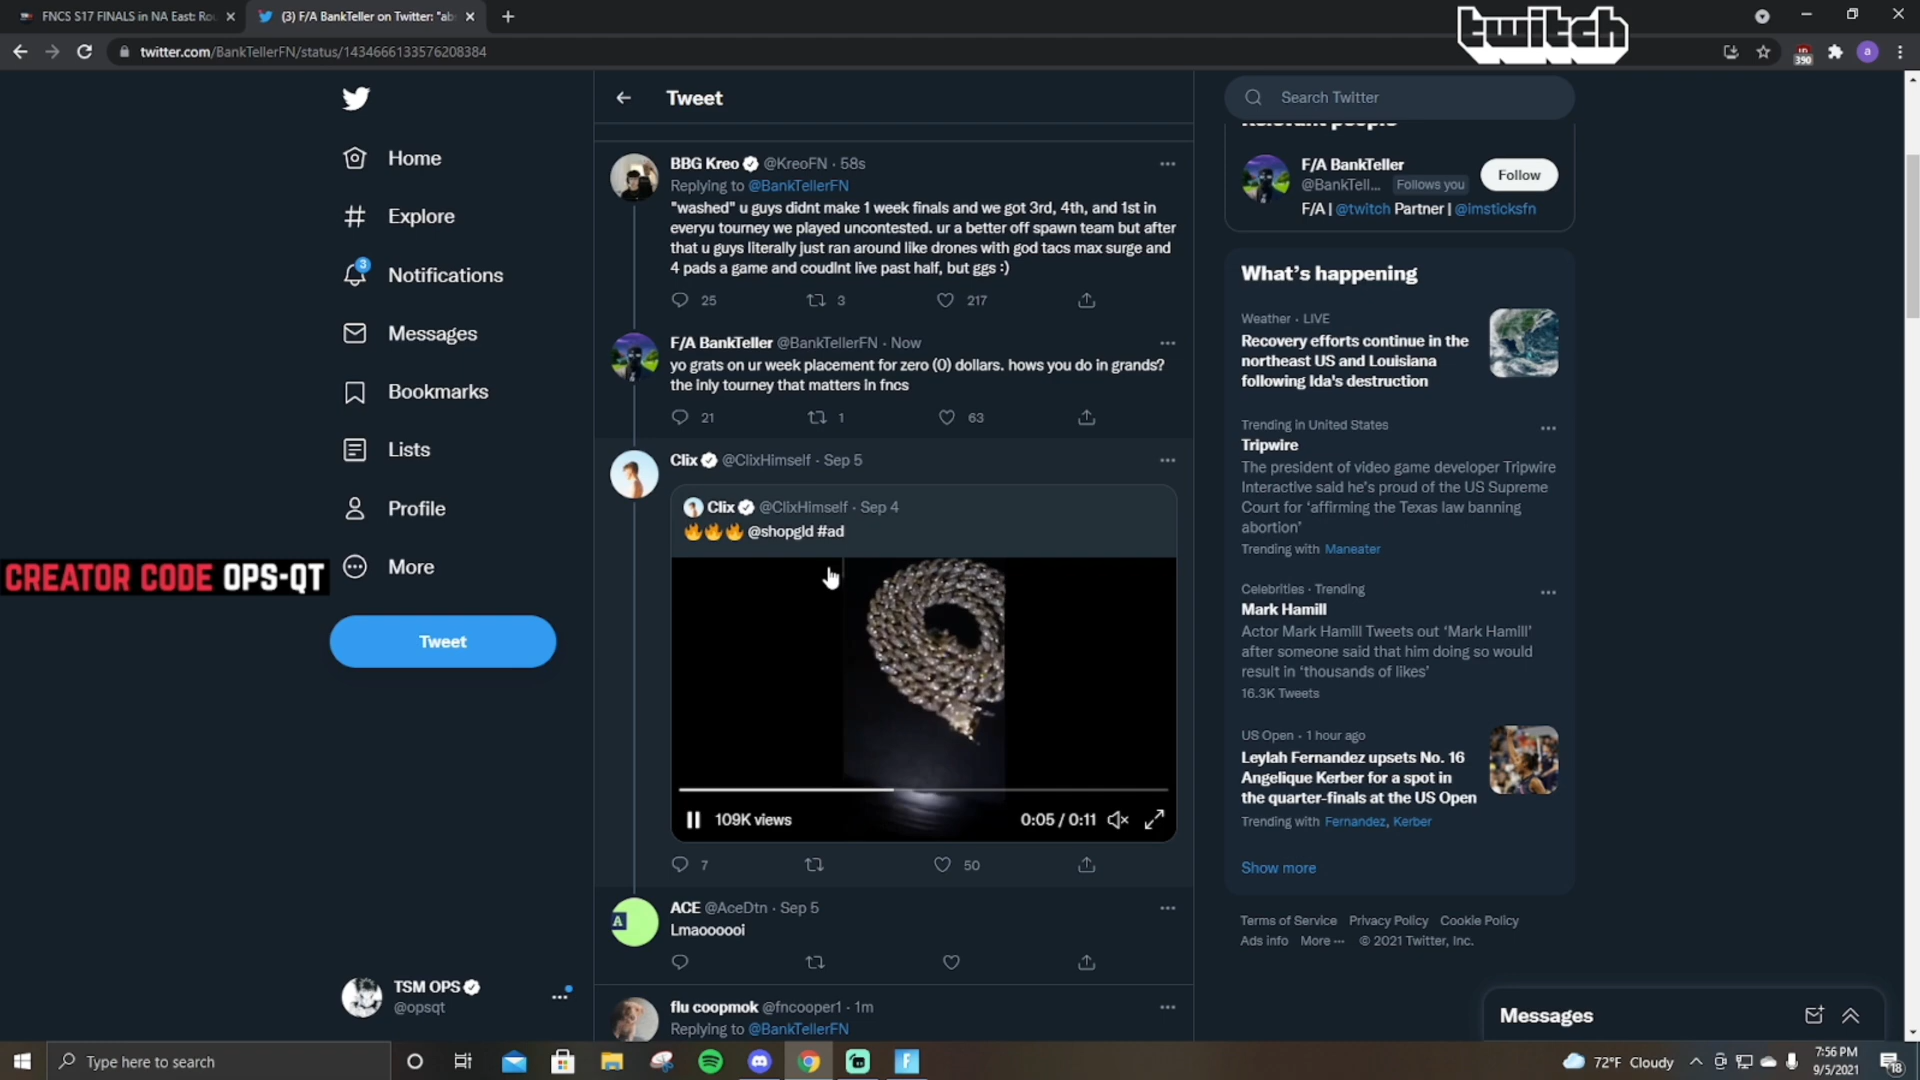 FNCS S17 FINALS in NA East: Ro
(3) F/A BankTeller on Twitter: "ab
twitch
twitter.com/BankTellerFN/status/1434666133576208384
390
a
Tweet
Search Twitter
Home
Explore
3
Notifications
Messages
Bookmarks
Lists
Profile
More
Tweet
CREATOR CODE OPS-QT
TSM OPS
@opsqt
BBG Kreo @KreoFN · 58s
Replying to @BankTellerFN
"washed" u guys didnt make 1 week finals and we got 3rd, 4th, and 1st in
everyu tourney we played uncontested. ur a better off spawn team but after
that u guys literally just ran around like drones with god tacs max surge and
4 pads a game and coudlnt live past half, but ggs :)
25 3 217
F/A BankTeller @BankTellerFN · Now
yo grats on ur week placement for zero (0) dollars. hows you do in grands?
the inly tourney that matters in fncs
21 1 63
Clix @ClixHimself · Sep 5
Clix @ClixHimself · Sep 4
🔥🔥🔥 @shopgld #ad
109K views 0:05 / 0:11
7 50
ACE @AceDtn · Sep 5
Lmaoooooi
A
flu coopmok @fncooper1 · 1m
Replying to @BankTellerFN
Relevant people
F/A BankTeller
@BankTell... Follows you
Follow
F/A | @twitch Partner | @imsticksfn
What's happening
Weather · LIVE
Recovery efforts continue in the
northeast US and Louisiana
following Ida's destruction
Trending in United States
Tripwire
The president of video game developer Tripwire
Interactive said he's proud of the US Supreme
Court for 'affirming the Texas law banning
abortion'
Trending with Maneater
Celebrities · Trending
Mark Hamill
Actor Mark Hamill Tweets out 'Mark Hamill'
after someone said that him doing so would
result in 'thousands of likes'
16.3K Tweets
US Open · 1 hour ago
Leylah Fernandez upsets No. 16
Angelique Kerber for a spot in
the quarter-finals at the US Open
Trending with Fernandez, Kerber
Show more
Terms of Service Privacy Policy Cookie Policy
Ads info More ··· © 2021 Twitter, Inc.
Messages
Type here to search
72°F Cloudy
7:56 PM
9/5/2021
18